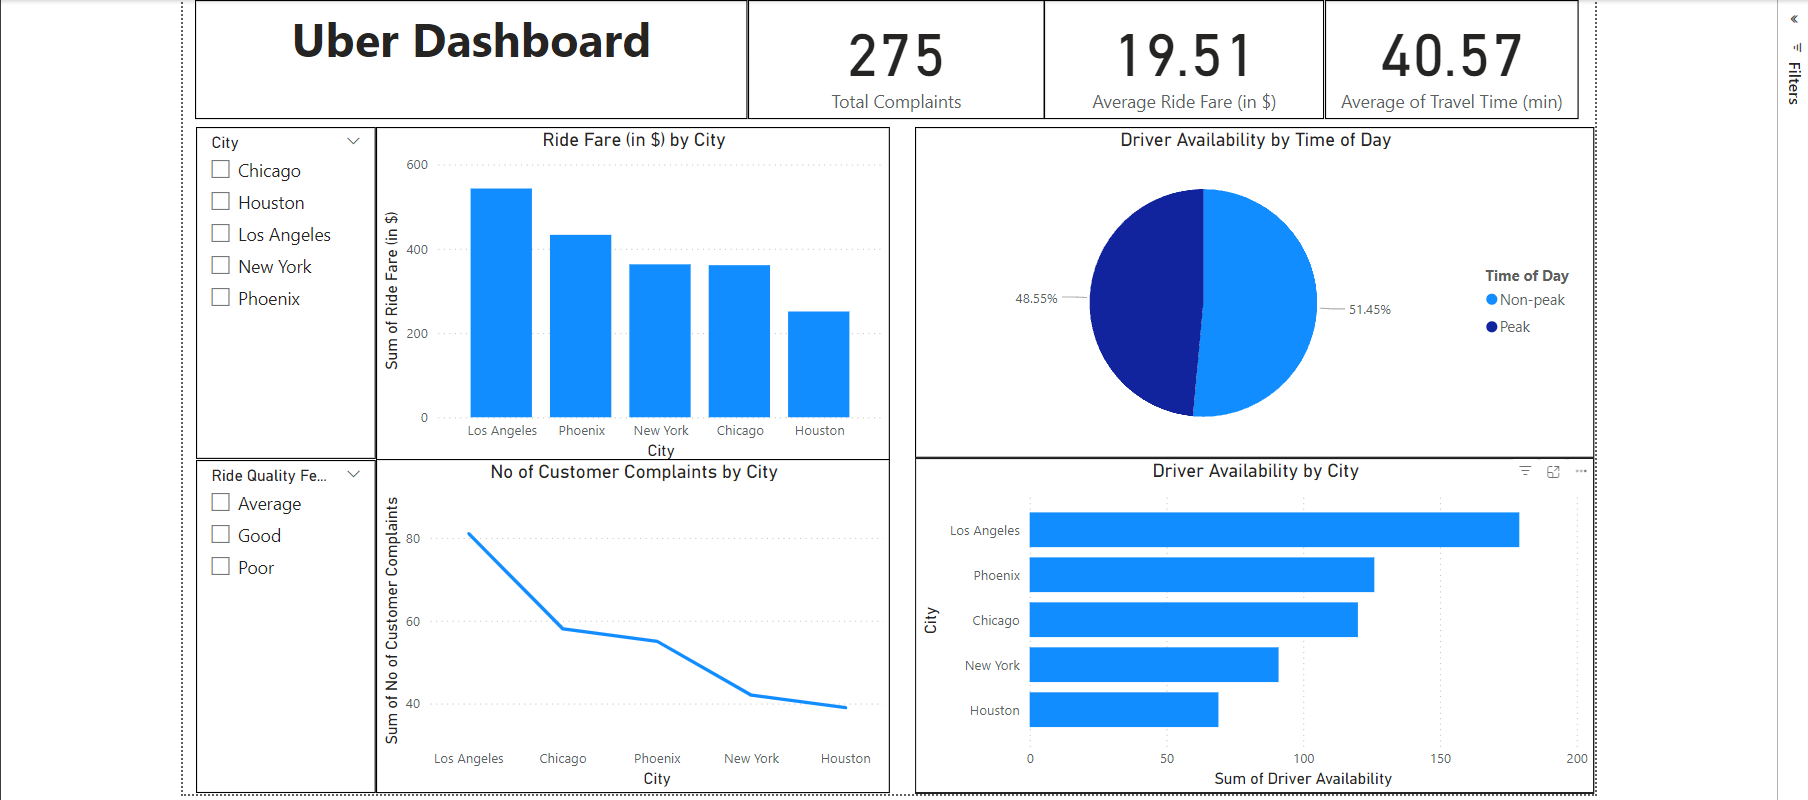 Uber Dashboard
275
Total Complaints
19.51
Average Ride Fare (in $)
40.57
Average of Travel Time (min)
Filters
City
Chicago
Houston
Los Angeles
New York
Phoenix
Ride Fare (in $) by City
Sum of Ride Fare (in $)
600
400
200
0
Los Angeles
Phoenix
New York
Chicago
Houston
City
Driver Availability by Time of Day
48.55%
51.45%
Time of Day
Non-peak
Peak
Ride Quality Fe...
Average
Good
Poor
No of Customer Complaints by City
Sum of No of Customer Complaints
80
60
40
Los Angeles
Chicago
Phoenix
New York
Houston
City
Driver Availability by City
City
Los Angeles
Phoenix
Chicago
New York
Houston
0
50
100
150
200
Sum of Driver Availability